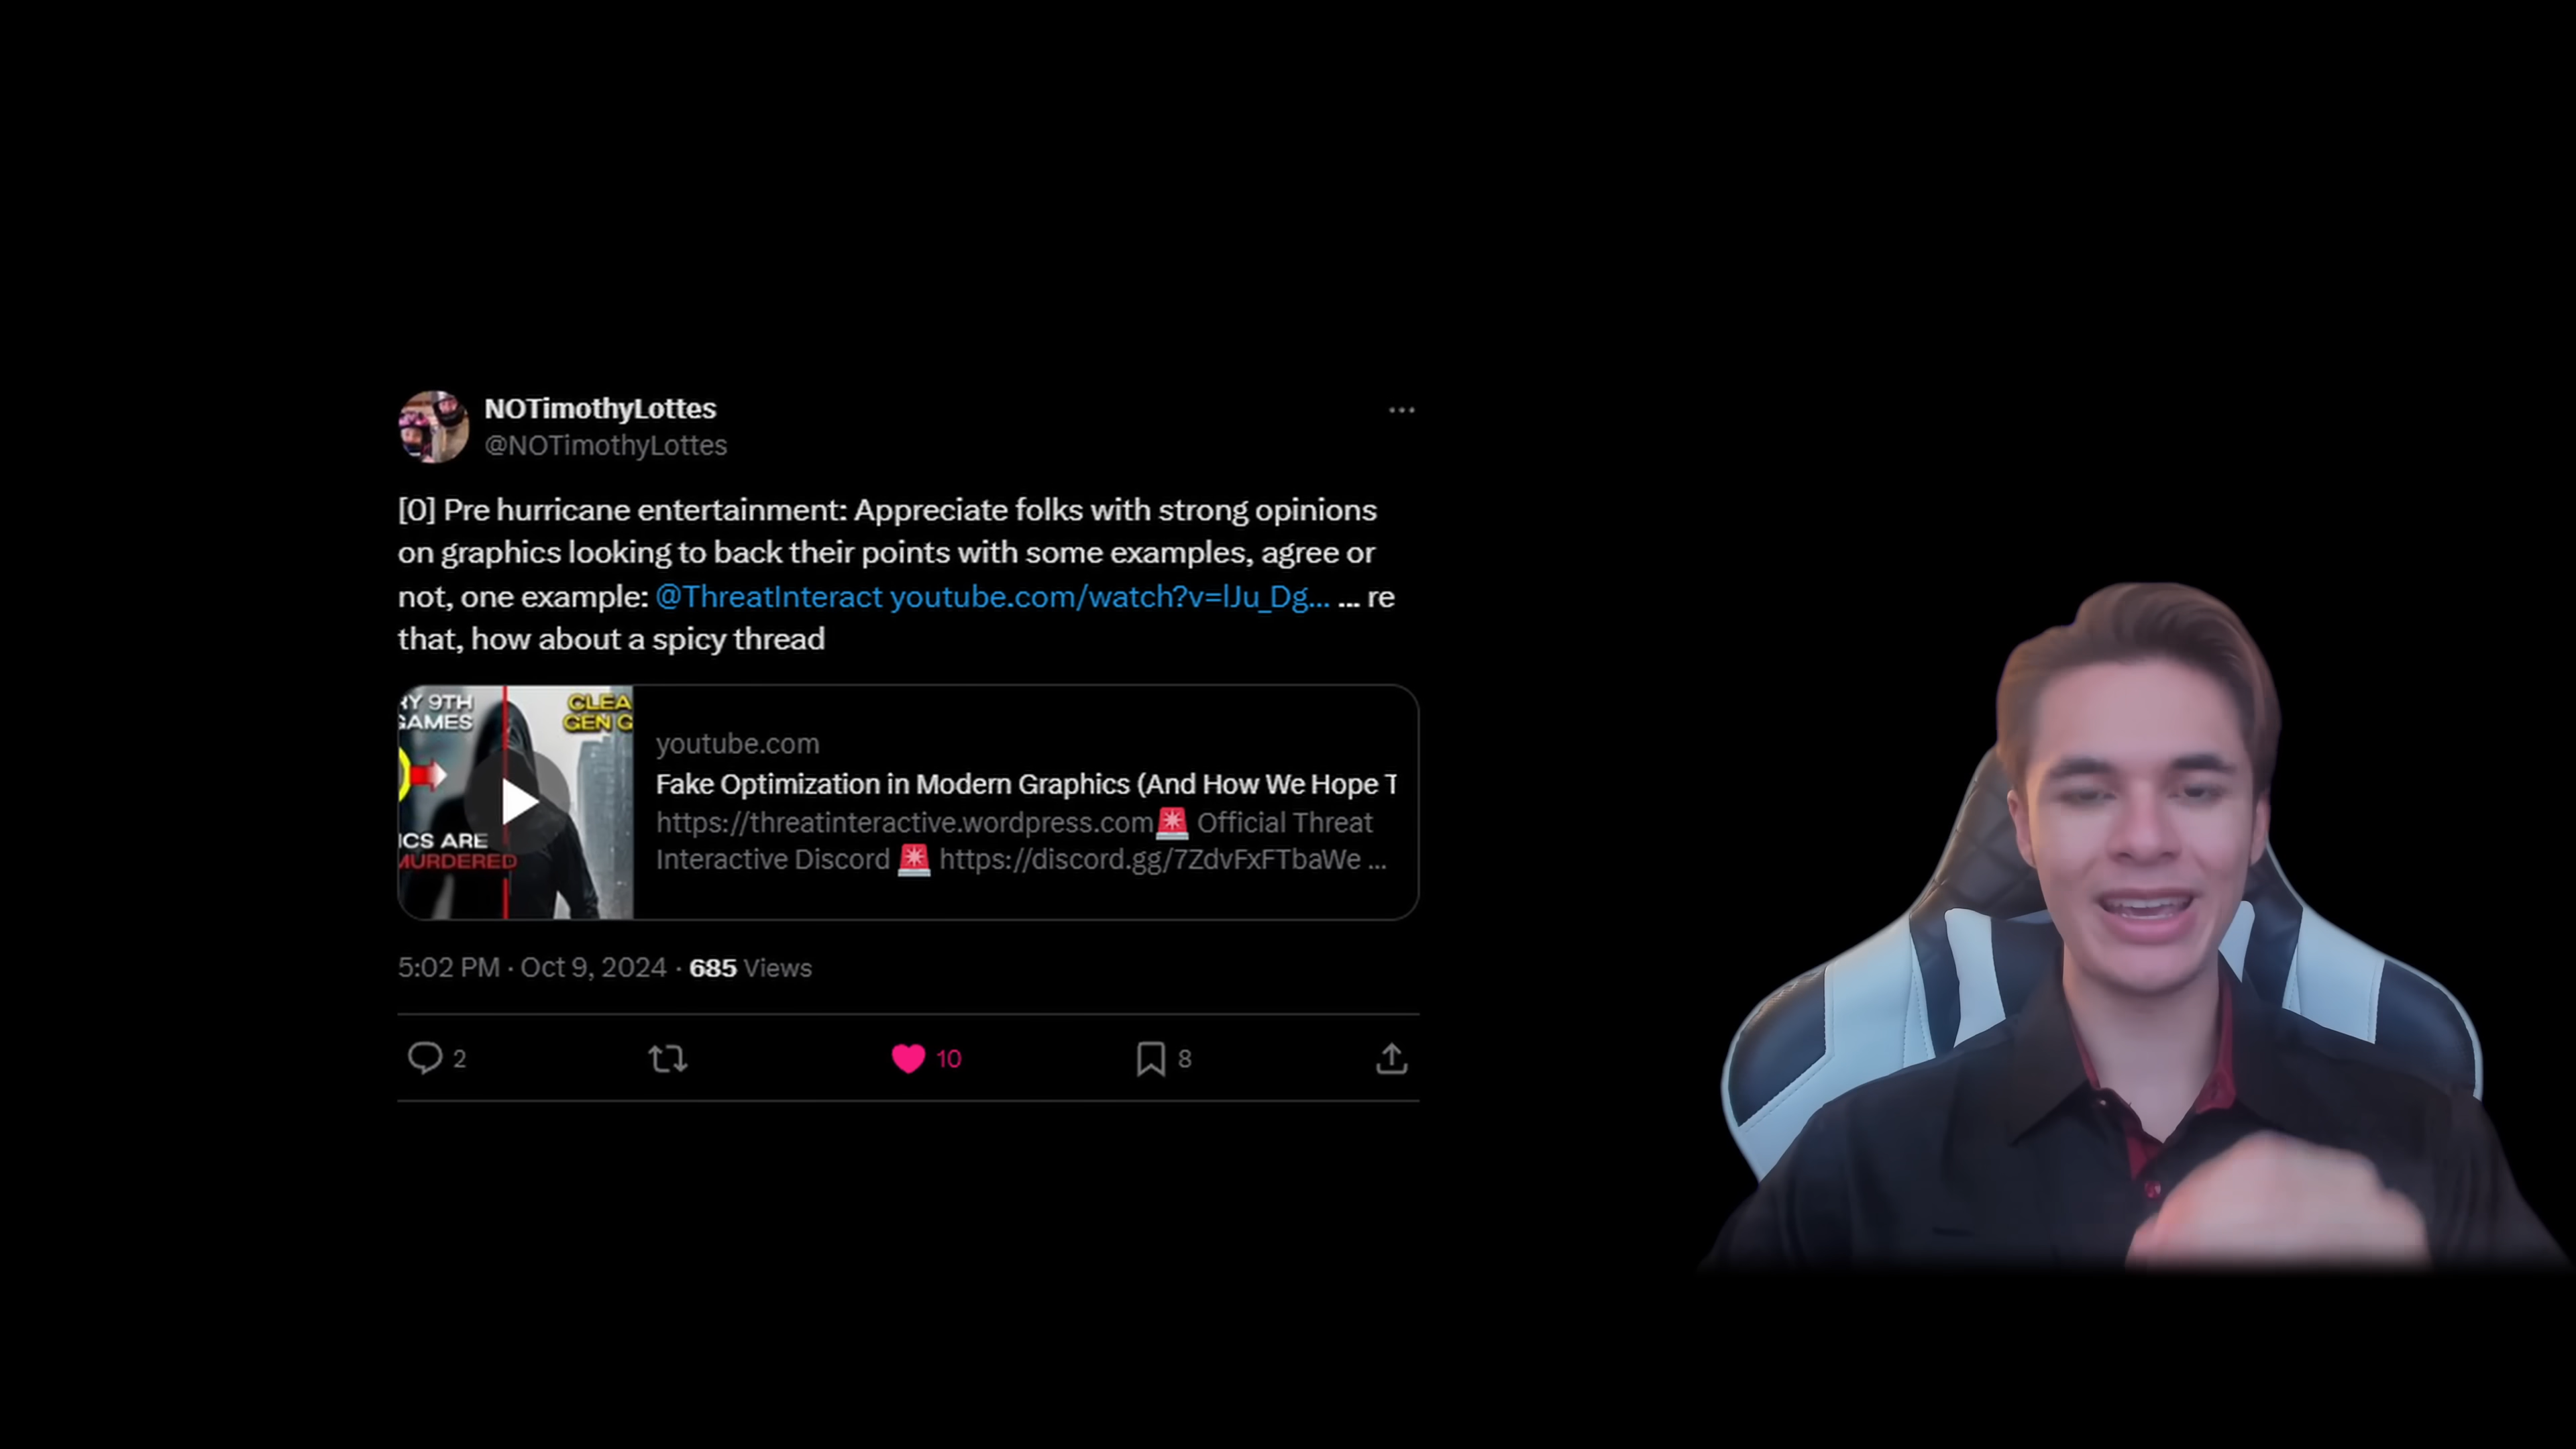 NOTimothyLottes
@NOTimothyLottes
[0] Pre hurricane entertainment: Appreciate folks with strong opinions
on graphics looking to back their points with some examples, agree or
not, one example: @ThreatInteract youtube.com/watch?v=lJu_Dg... ... re
that, how about a spicy thread
RY 9TH
GAMES
CLEA
GEN G
ICS ARE
MURDERED
youtube.com
Fake Optimization in Modern Graphics (And How We Hope T
https://threatinteractive.wordpress.com🚨 Official Threat
Interactive Discord 🚨 https://discord.gg/7ZdvFxFTbaWe ...
5:02 PM · Oct 9, 2024 · 685 Views
2
10
8